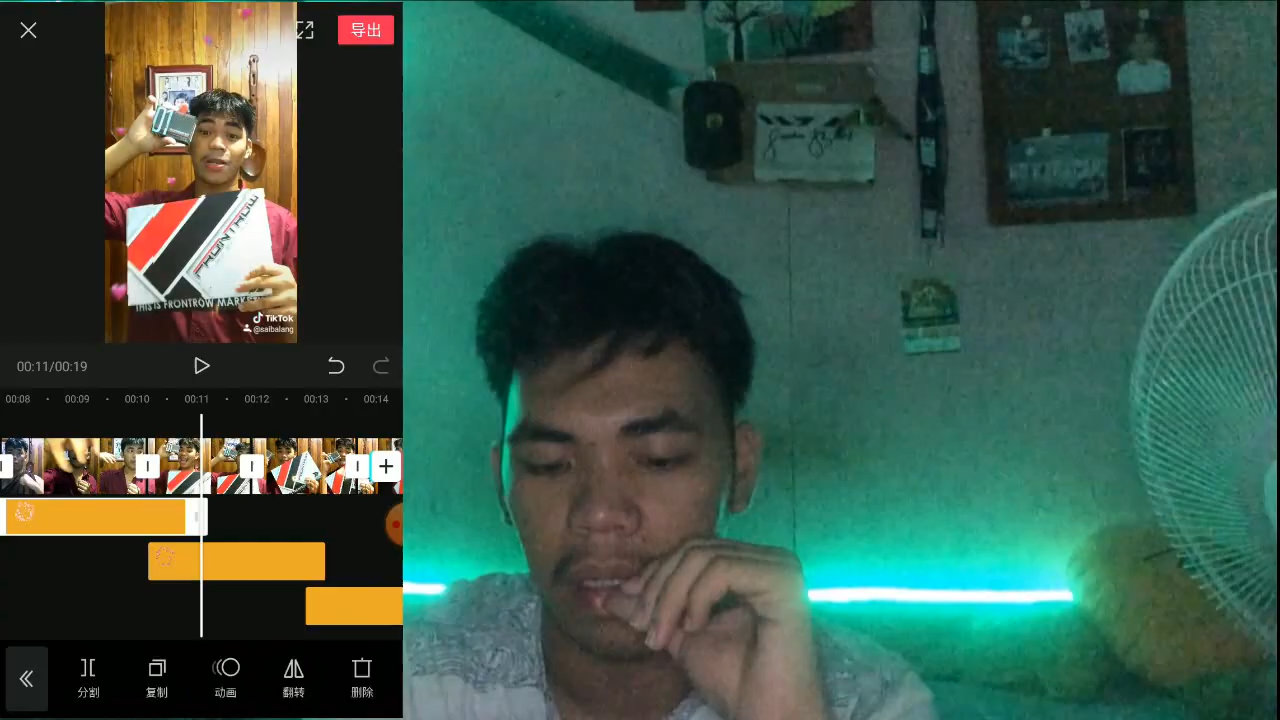 导出
FRONTROW
THIS IS FRONTROW MARKE
TikTok
@saibalang
00:11/00:19
00:08
00:09
00:10
00:11
00:12
00:13
00:14
分割
复制
动画
翻转
删除